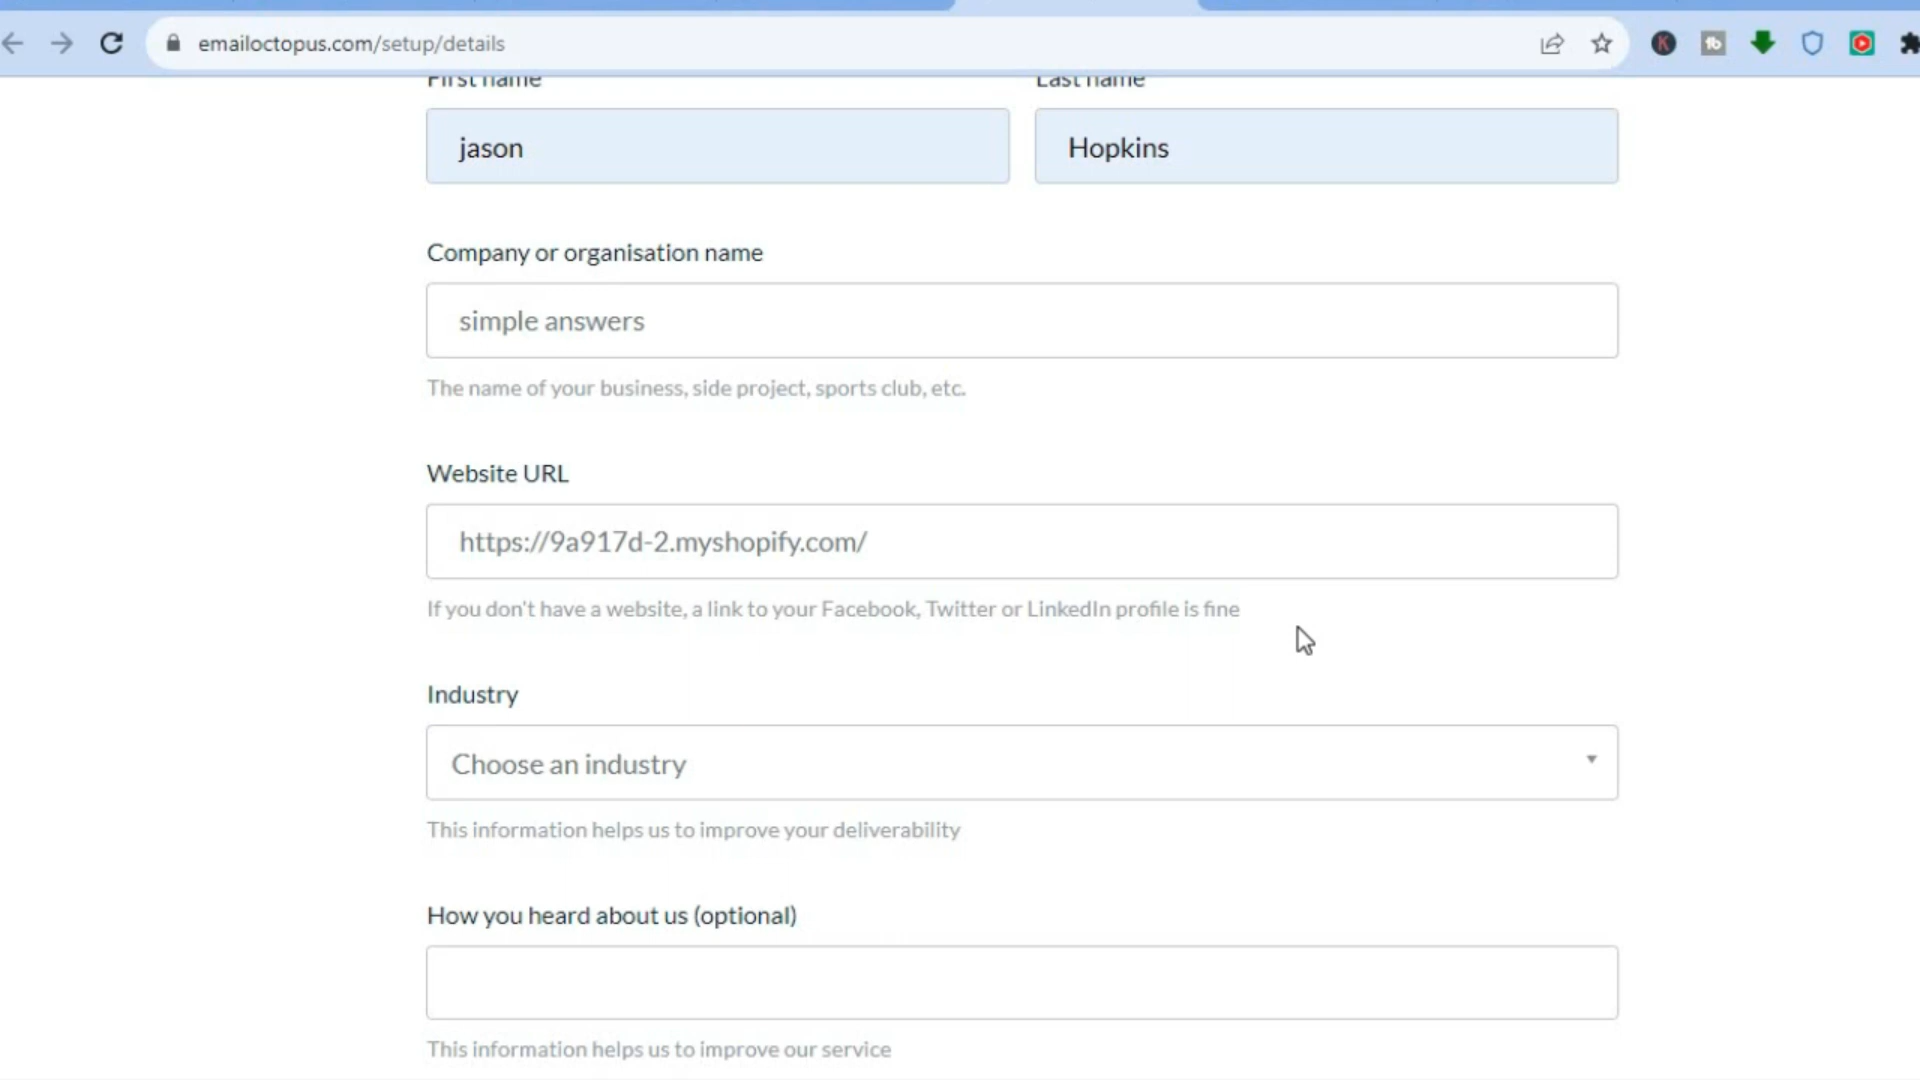 emailoctopus.com/setup/details
First name Last name
jason Hopkins
Company or organisation name
simple answers
The name of your business, side project, sports club, etc.
Website URL
https://9a917d-2.myshopify.com/
If you don't have a website, a link to your Facebook, Twitter or LinkedIn profile is fine
Industry
Choose an industry
This information helps us to improve your deliverability
How you heard about us (optional)
This information helps us to improve our service